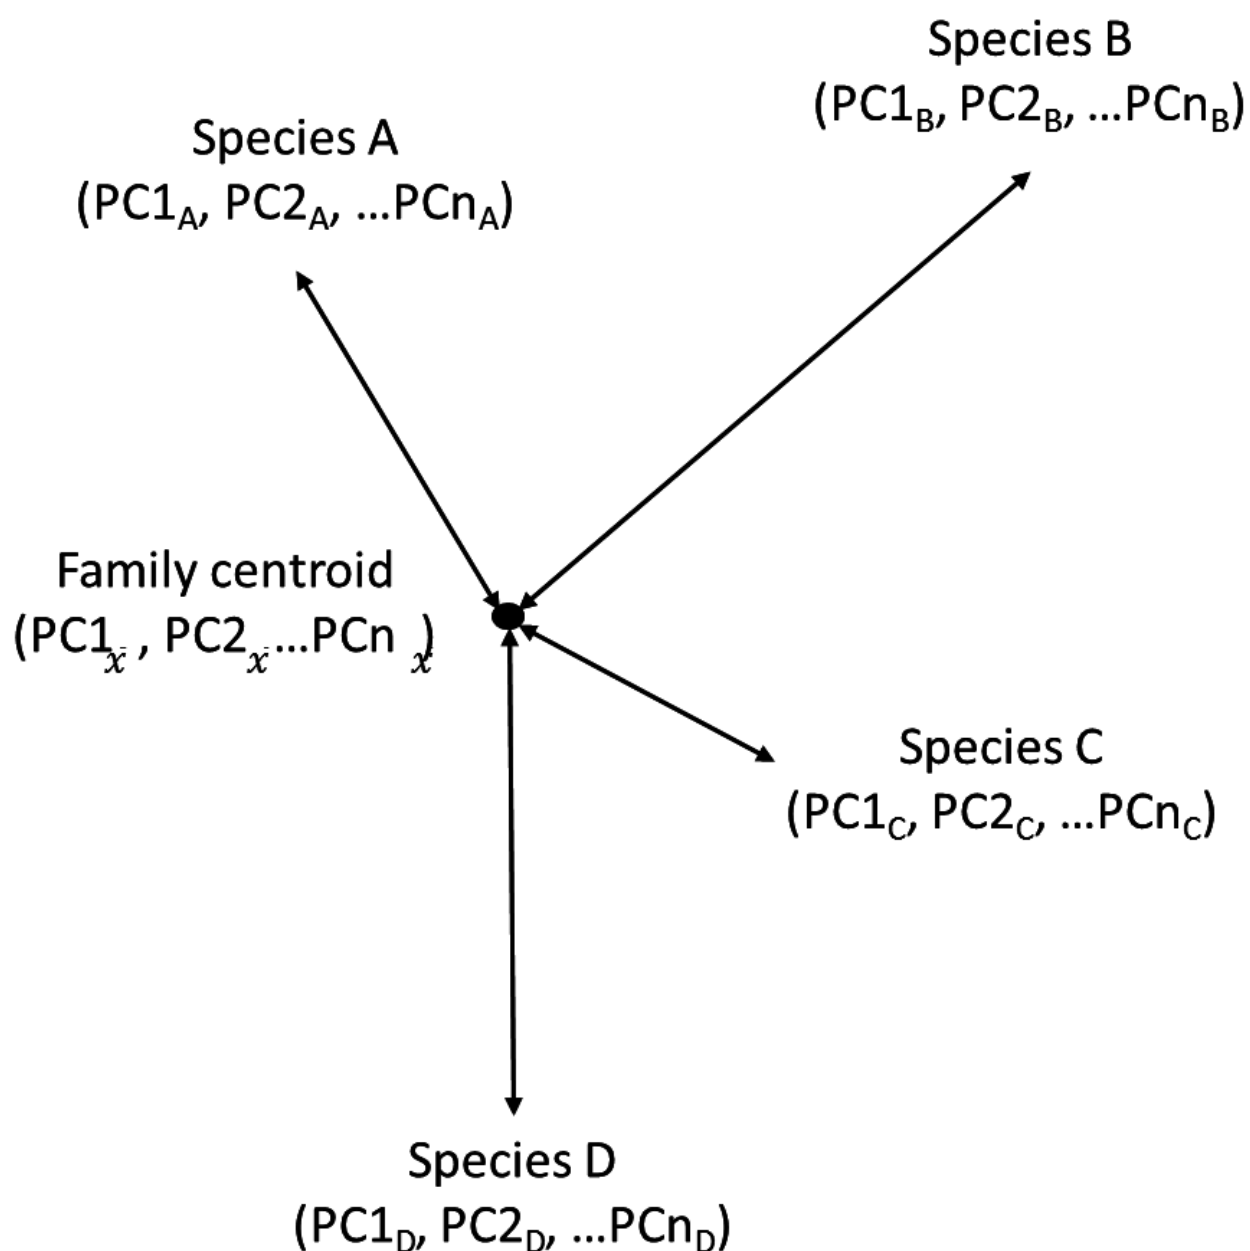 Species B
(PC1B, PC2B, ...PCnB)
Species A
(PC1A, PC2A, ...PCnA)
Family centroid
(PC1x̄, PC2x̄...PCn x̄)
Species C
(PC1C, PC2C, ...PCnC)
Species D
(PC1D, PC2D, ...PCnD)